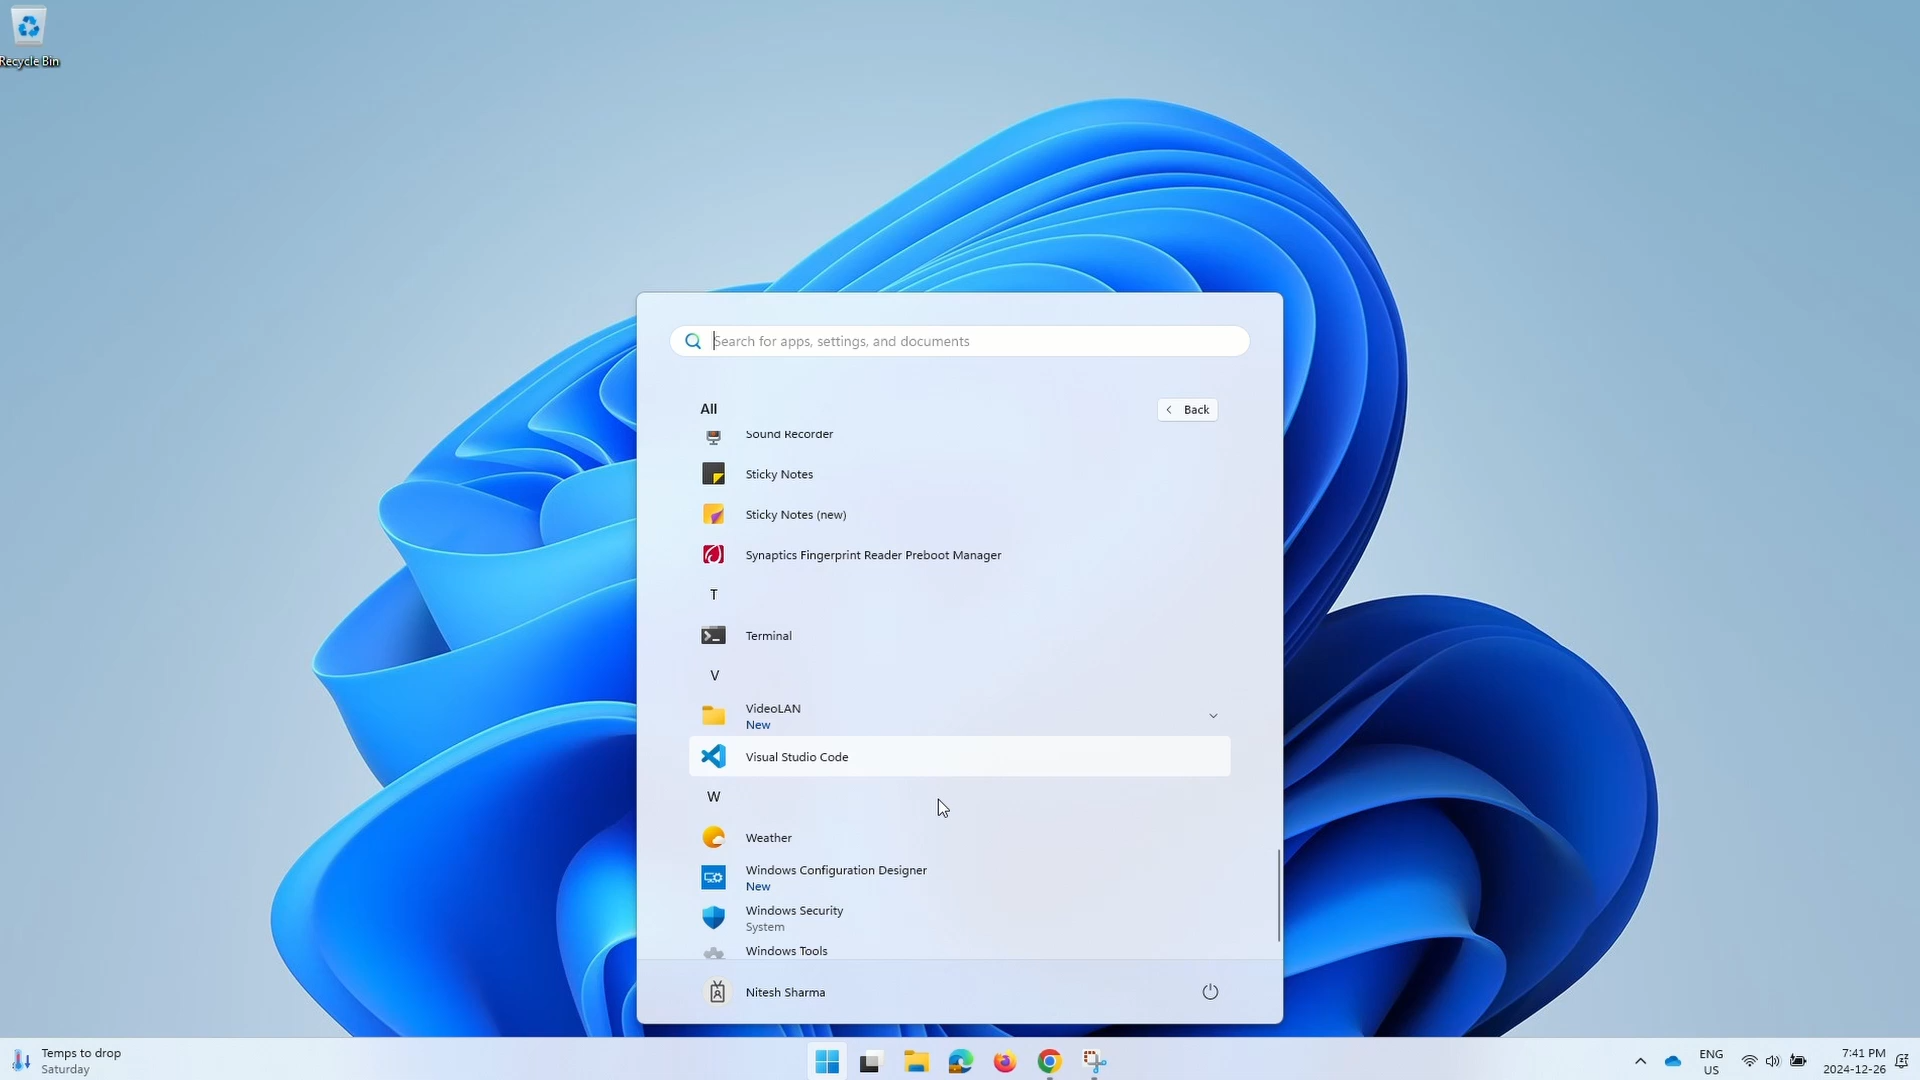 Recycle Bin
Search for apps, settings, and documents
All
Back
Sound Recorder
Sticky Notes
Sticky Notes (new)
Synaptics Fingerprint Reader Preboot Manager
T
Terminal
V
VideoLAN
New
Visual Studio Code
W
Weather
Windows Configuration Designer
New
Windows Security
System
Windows Tools
Nitesh Sharma
Temps to drop
Saturday
ENG
US
7:41 PM
2024-12-26